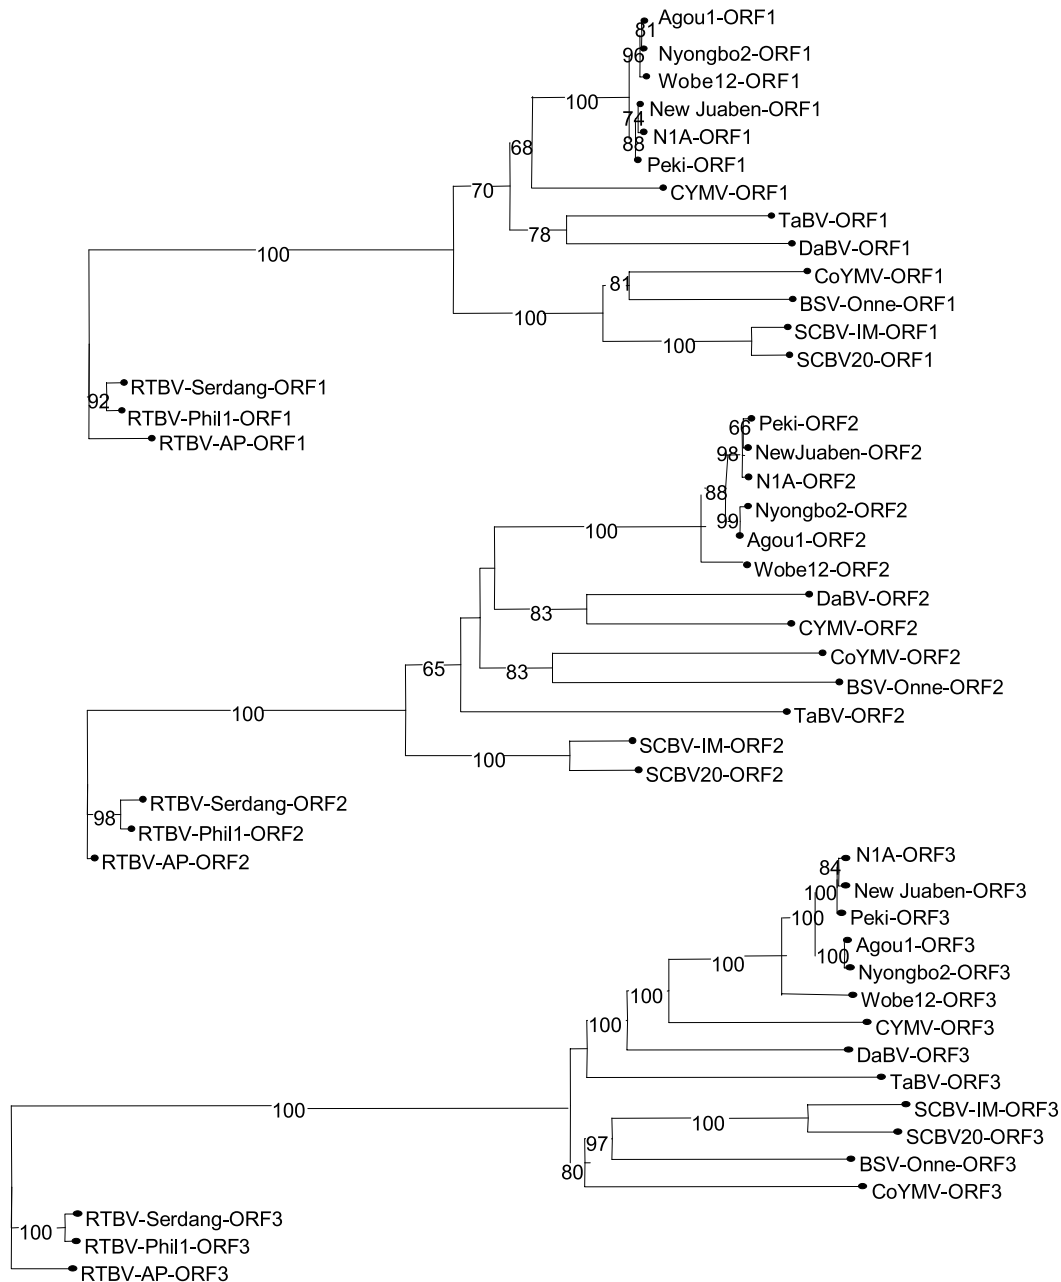 Agou1-ORF1
81
96
Nyongbo2-ORF1
Wobe12-ORF1
100
New Juaben-ORF1
74
N1A-ORF1
88
68
Peki-ORF1
70
CYMV-ORF1
TaBV-ORF1
78
DaBV-ORF1
100
CoYMV-ORF1
81
BSV-Onne-ORF1
100
SCBV-IM-ORF1
100
SCBV20-ORF1
RTBV-Serdang-ORF1
92
RTBV-Phil1-ORF1
RTBV-AP-ORF1
Peki-ORF2
66
98
NewJuaben-ORF2
N1A-ORF2
88
Nyongbo2-ORF2
99
100
Agou1-ORF2
Wobe12-ORF2
DaBV-ORF2
83
CYMV-ORF2
CoYMV-ORF2
65
83
BSV-Onne-ORF2
100
TaBV-ORF2
SCBV-IM-ORF2
100
SCBV20-ORF2
RTBV-Serdang-ORF2
98
RTBV-Phil1-ORF2
RTBV-AP-ORF2
N1A-ORF3
84
100
New Juaben-ORF3
100
Peki-ORF3
Agou1-ORF3
100
100
Nyongbo2-ORF3
100
Wobe12-ORF3
100
CYMV-ORF3
DaBV-ORF3
TaBV-ORF3
100
SCBV-IM-ORF3
100
SCBV20-ORF3
97
BSV-Onne-ORF3
80
CoYMV-ORF3
RTBV-Serdang-ORF3
100
RTBV-Phil1-ORF3
RTBV-AP-ORF3